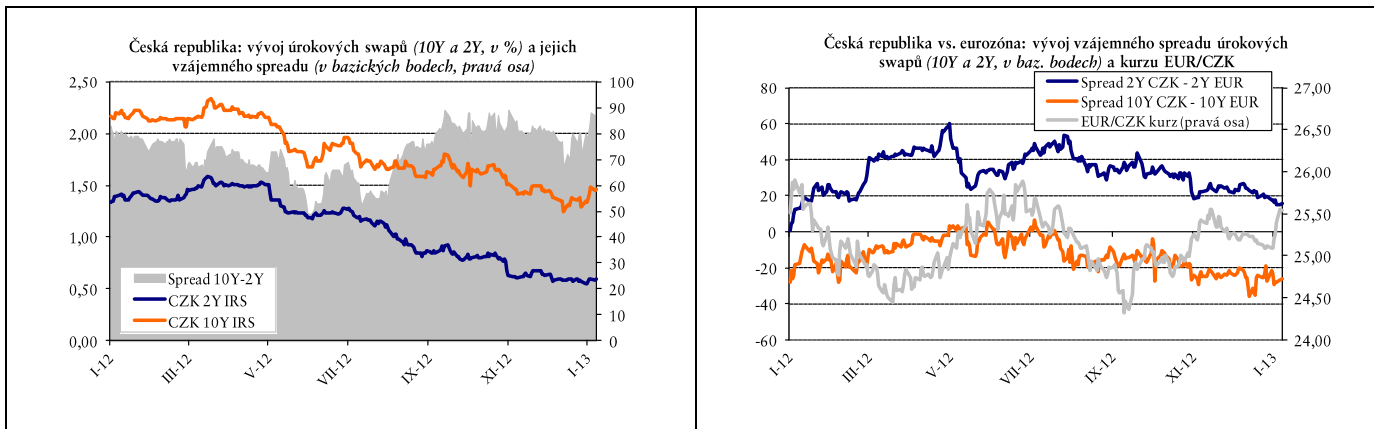 Česká republika: vývoj úrokových swapů (10Y a 2Y, v %) a jejich
vzájemného spreadu (v bazických bodech, pravá osa)
2,50
2,00
1,50
1,00
0,50
0,00
100
90
80
70
60
50
40
30
20
10
0
Spread 10Y-2Y
CZK 2Y IRS
CZK 10Y IRS
I-12
III-12
V-12
VII-12
IX-12
XI-12
I-13
Česká republika vs. eurozóna: vývoj vzájemného spreadu úrokových
swapů (10Y a 2Y, v baz. bodech) a kurzu EUR/CZK
80
60
40
20
0
-20
-40
-60
27,00
26,50
26,00
25,50
25,00
24,50
24,00
Spread 2Y CZK - 2Y EUR
Spread 10Y CZK - 10Y EUR
EUR/CZK kurz (pravá osa)
I-12
III-12
V-12
VII-12
IX-12
XI-12
I-13